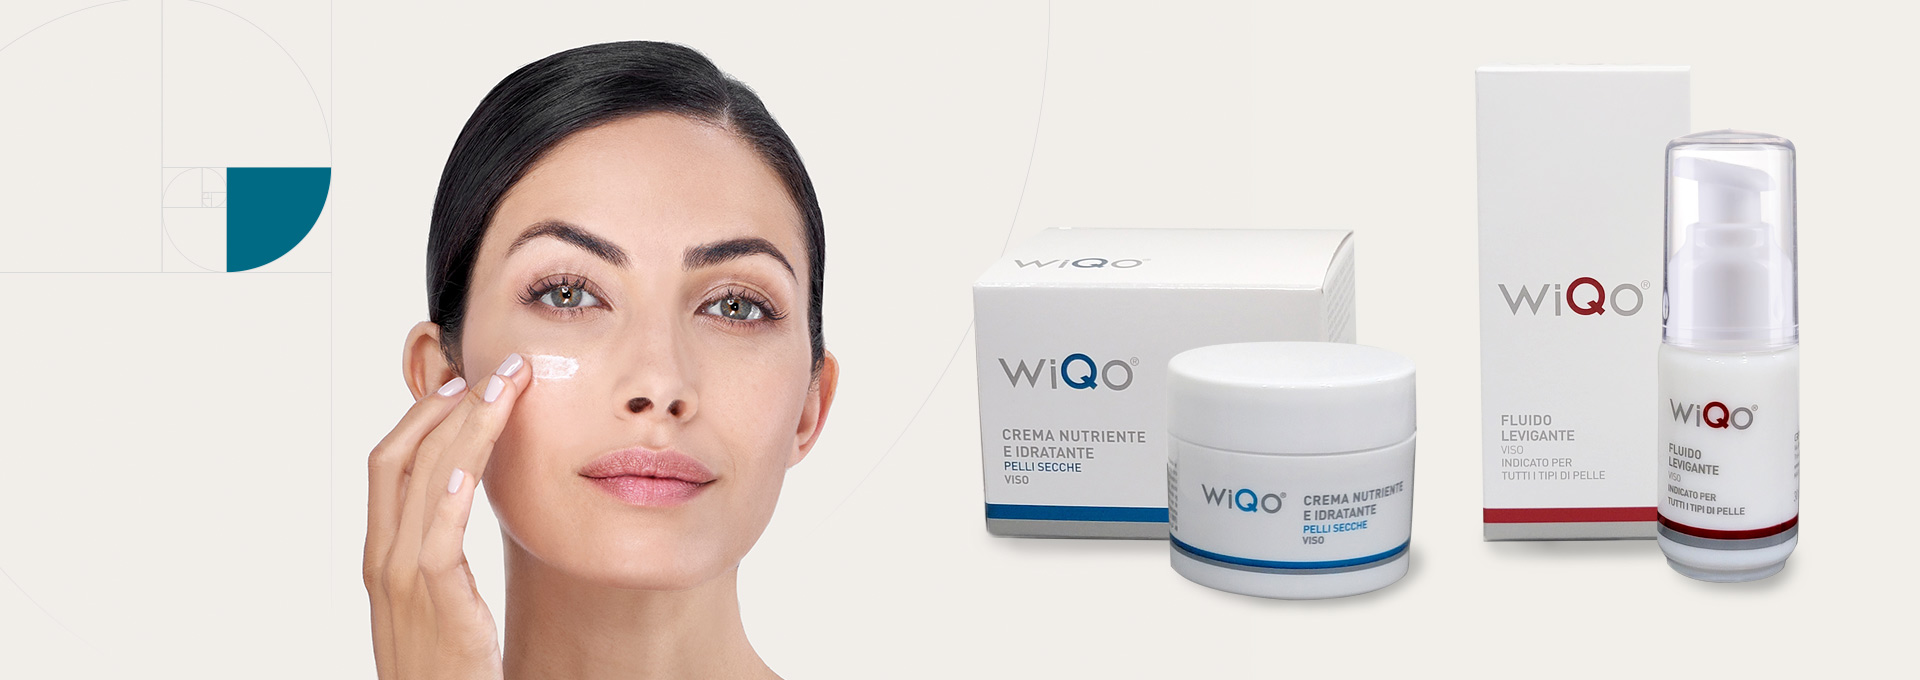 WiQo
WiQo®
CREMA NUTRIENTE
E IDRATANTE
PELLI SECCHE
VISO
WiQo®
CREMA NUTRIENTE
E IDRATANTE
PELLI SECCHE
VISO
WiQo®
FLUIDO
LEVIGANTE
VISO
INDICATO PER
TUTTI I TIPI DI PELLE
WiQo®
FLUIDO
LEVIGANTE
VISO
INDICATO PER
TUTTI I TIPI DI PELLE